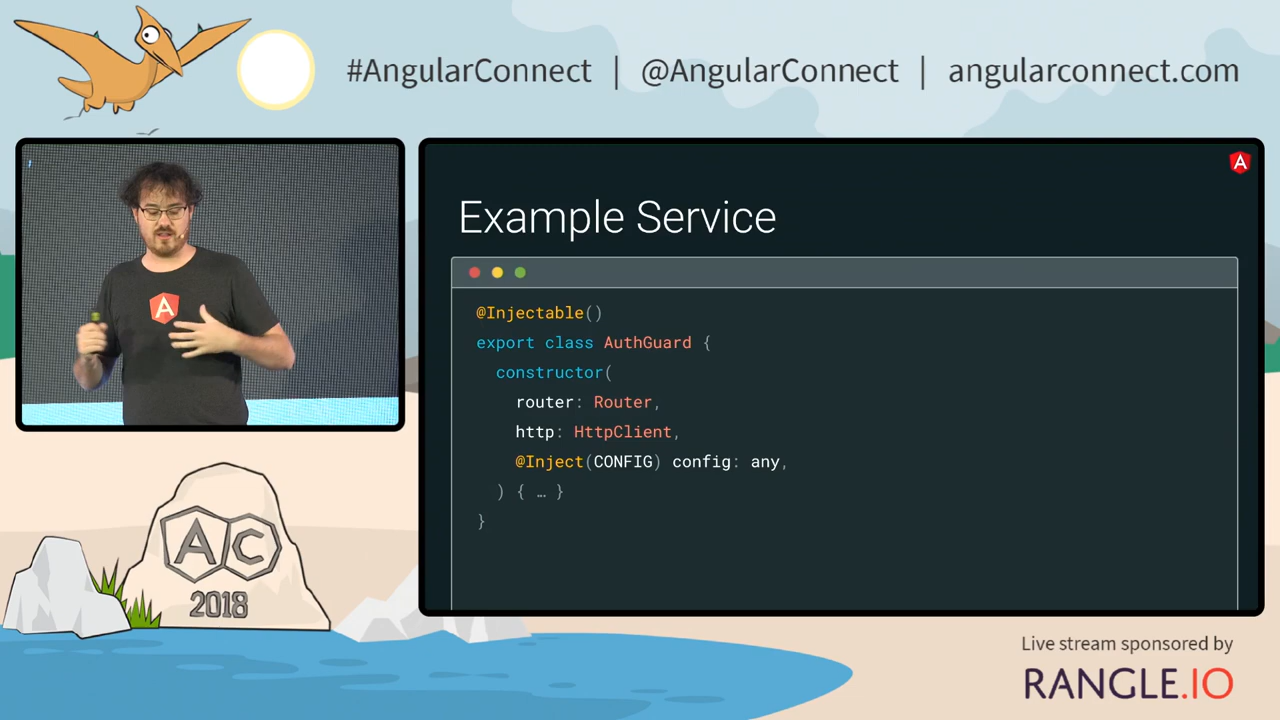 #AngularConnect | @AngularConnect | angularconnect.com
A
A
Example Service
@Injectable()
export class AuthGuard {
constructor(
router: Router,
http: HttpClient,
@Inject(CONFIG) config: any,
) { … }
}
AC
2018
Live stream sponsored by
RANGLE.IO